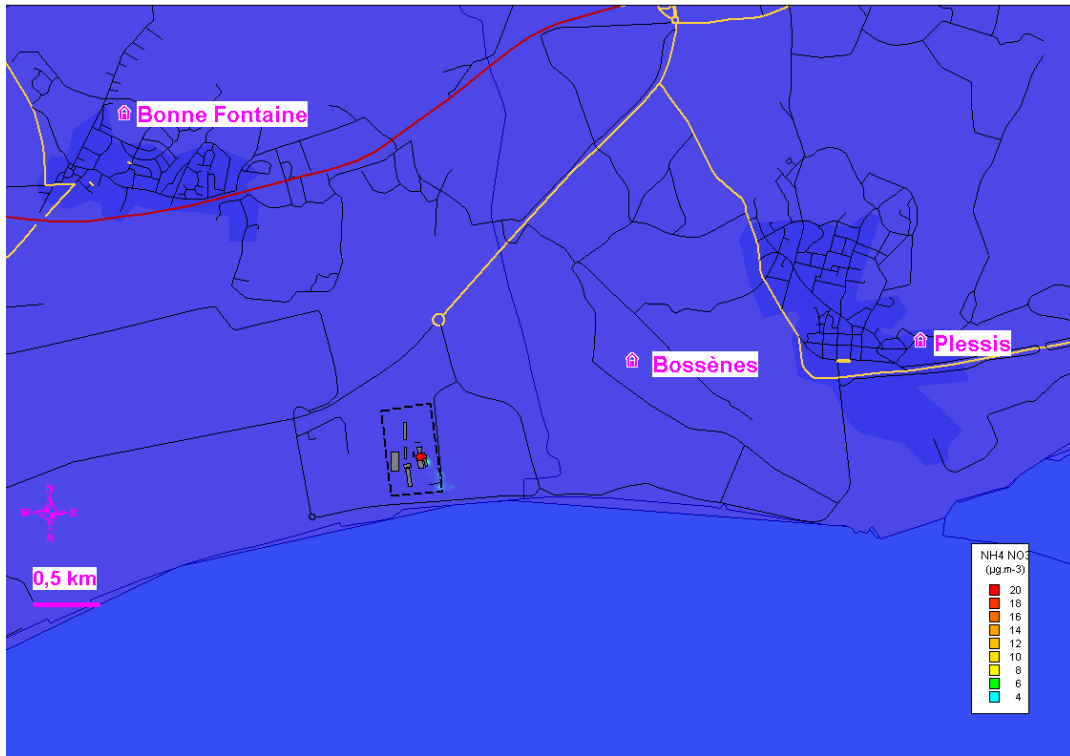 Bonne Fontaine
Plessis
Bossènes
N
W E
S
0,5 km
NH4 NO3
(µg.m-3)
20
18
16
14
12
10
8
6
4